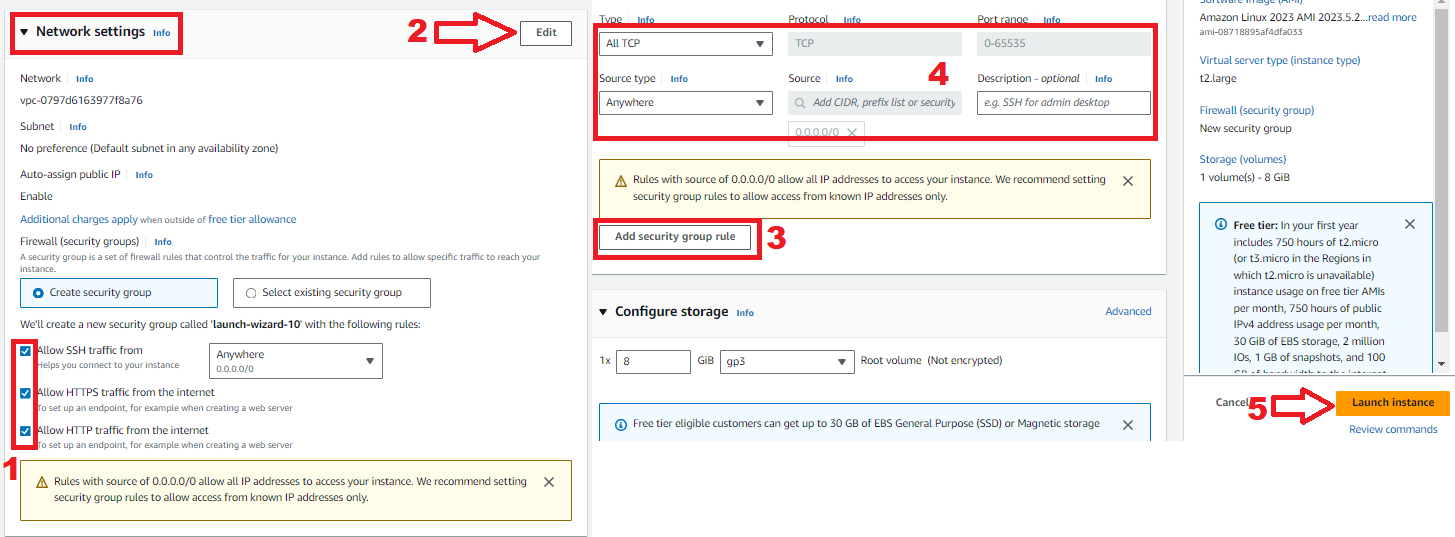 Network settings Info
2
Edit
Network Info
vpc-0797d6163977f8a76
Subnet Info
No preference (Default subnet in any availability zone)
Auto-assign public IP Info
Enable
Additional charges apply when outside of free tier allowance
Firewall (security groups) Info
A security group is a set of firewall rules that control the traffic for your instance. Add rules to allow specific traffic to reach your
instance.
Create security group
Select existing security group
We'll create a new security group called 'launch-wizard-10' with the following rules:
Allow SSH traffic from
Helps you connect to your instance
Anywhere
0.0.0.0/0
Allow HTTPS traffic from the internet
To set up an endpoint, for example when creating a web server
Allow HTTP traffic from the internet
To set up an endpoint, for example when creating a web server
1
Rules with source of 0.0.0.0/0 allow all IP addresses to access your instance. We recommend setting
security group rules to allow access from known IP addresses only.
Type Info
Protocol
Port range Info
All TCP
TCP
0-65535
4
Source type Info
Source Info
Description - optional Info
Anywhere
Add CIDR, prefix list or security
e.g. SSH for admin desktop
0.0.0.0/0
Rules with source of 0.0.0.0/0 allow all IP addresses to access your instance. We recommend setting
security group rules to allow access from known IP addresses only.
Add security group rule
3
Configure storage Info
Advanced
1x
8
GiB
gp3
Root volume (Not encrypted)
Free tier eligible customers can get up to 30 GB of EBS General Purpose (SSD) or Magnetic storage
Software Image (AMI)
Amazon Linux 2023 AMI 2023.5.2...read more
ami-08718895af4dfa033
Virtual server type (instance type)
t2.large
Firewall (security group)
New security group
Storage (volumes)
1 volume(s) - 8 GiB
Free tier: In your first year
includes 750 hours of t2.micro
(or t3.micro in the Regions in
which t2.micro is unavailable)
instance usage on free tier AMIs
per month, 750 hours of public
IPv4 address usage per month,
30 GiB of EBS storage, 2 million
IOs, 1 GB of snapshots, and 100
GB of bandwidth to the internet
Cancel
5
Launch instance
Review commands